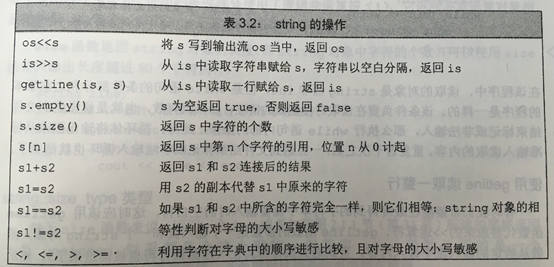 表 3.2： string 的操作
os<<s 将 s 写到输出流 os 当中，返回 os
is>>s 从 is 中读取字符串赋给 s，字符串以空白分隔，返回 is
getline(is, s) 从 is 中读取一行赋给 s，返回 is
s.empty() s 为空返回 true，否则返回 false
s.size() 返回 s 中字符的个数
s[n] 返回 s 中第 n 个字符的引用，位置 n 从 0 计起
s1+s2 返回 s1 和 s2 连接后的结果
s1=s2 用 s2 的副本代替 s1 中原来的字符
s1==s2 如果 s1 和 s2 中所含的字符完全一样，则它们相等；string 对象的相
s1!=s2 等性判断对字母的大小写敏感
<, <=, >, >= 利用字符在字典中的顺序进行比较，且对字母的大小写敏感
使用 getline 读取一整行